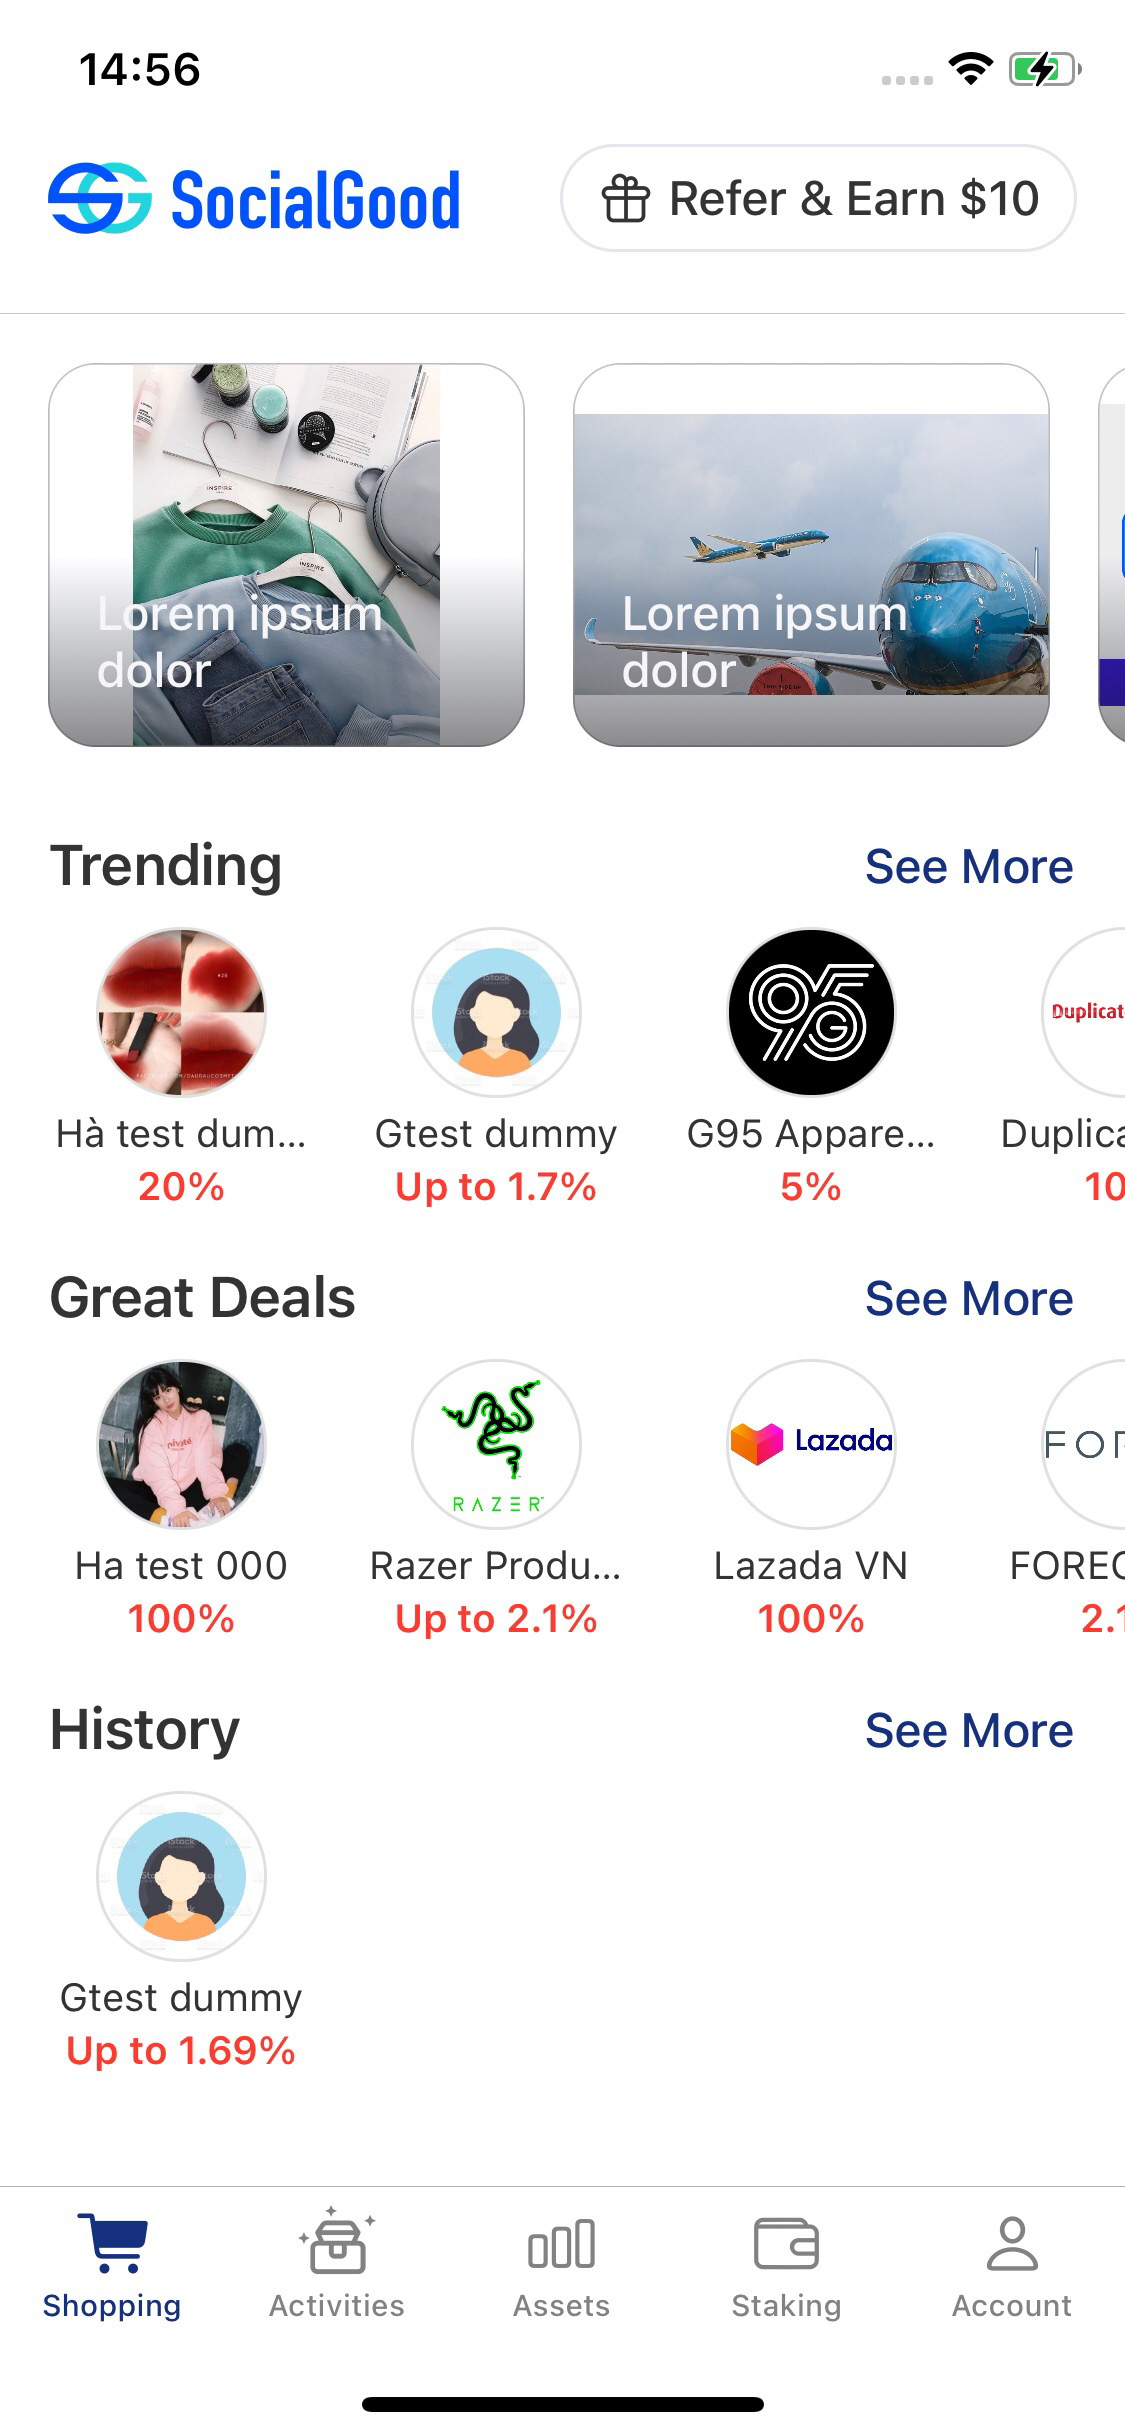 14:56
SocialGood
Refer & Earn $10
INSPIRE
INSPIRE
Lorem ipsum
dolor
Lorem ipsum
dolor
Trending
See More
Hà test dum...
Gtest dummy
G95 Appare...
Duplica
20%
Up to 1.7%
5%
10
Great Deals
See More
RAZER
Lazada
FOR
Ha test 000
Razer Produ...
Lazada VN
FOREO
100%
Up to 2.1%
100%
2.1
History
See More
Gtest dummy
Up to 1.69%
Shopping
Activities
Assets
Staking
Account